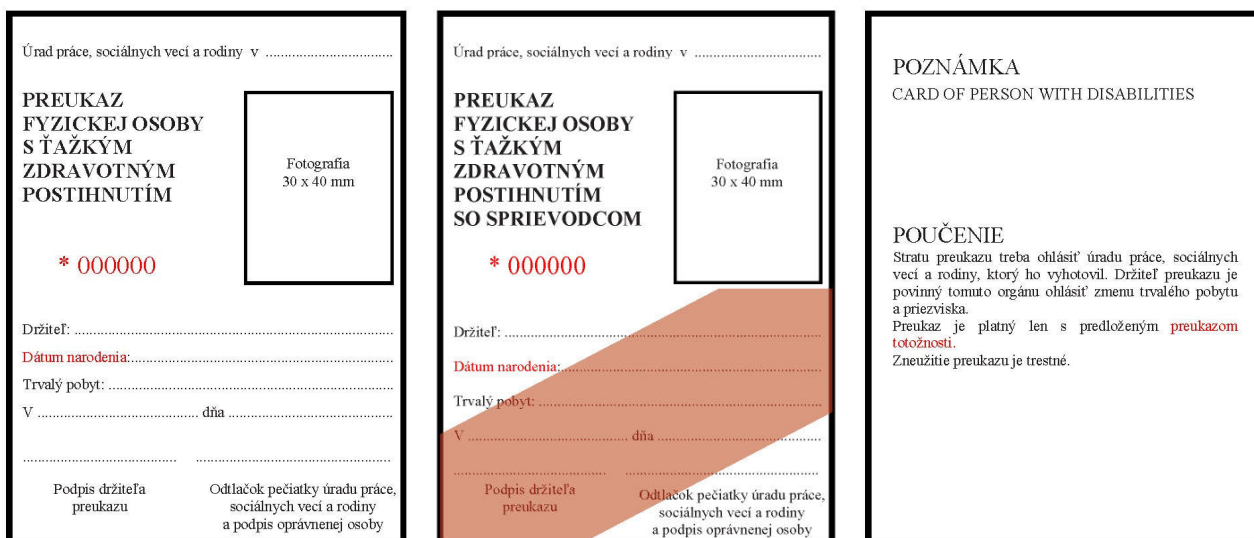 Úrad práce, sociálnych vecí a rodiny v ........................................
PREUKAZ
FYZICKEJ OSOBY
S ŤAŽKÝM
ZDRAVOTNÝM
POSTIHNUTÍM
Fotografia
30 x 40 mm
* 000000
Držiteľ: ........................................
Dátum narodenia:........................................
Trvalý pobyt: ........................................
V ........................................ dňa ........................................
Podpis držiteľa
preukazu
Odtlačok pečiatky úradu práce,
sociálnych vecí a rodiny
a podpis oprávnenej osoby
Úrad práce, sociálnych vecí a rodiny v ........................................
PREUKAZ
FYZICKEJ OSOBY
S ŤAŽKÝM
ZDRAVOTNÝM
POSTIHNUTÍM
SO SPRIEVODCOM
Fotografia
30 x 40 mm
* 000000
Držiteľ: ........................................
Dátum narodenia:........................................
Trvalý pobyt: ........................................
V ........................................ dňa ........................................
Podpis držiteľa
preukazu
Odtlačok pečiatky úradu práce,
sociálnych vecí a rodiny
a podpis oprávnenej osoby
POZNÁMKA
CARD OF PERSON WITH DISABILITIES
POUČENIE
Stratu preukazu treba ohlásiť úradu práce, sociálnych
vecí a rodiny, ktorý ho vyhotovil. Držiteľ preukazu je
povinný tomuto orgánu ohlásiť zmenu trvalého pobytu
a priezviska.
Preukaz je platný len s predloženým preukazom
totožnosti.
Zneužitie preukazu je trestné.